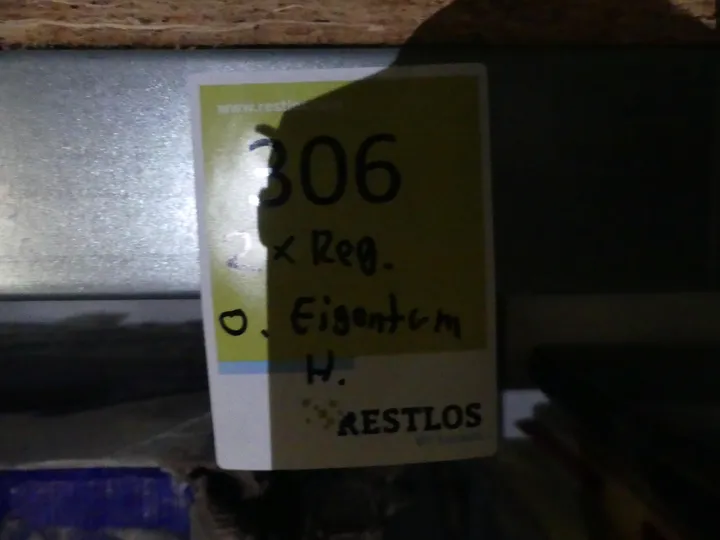 306
2 x Reg.
O. Eigentum
H.
RESTLOS